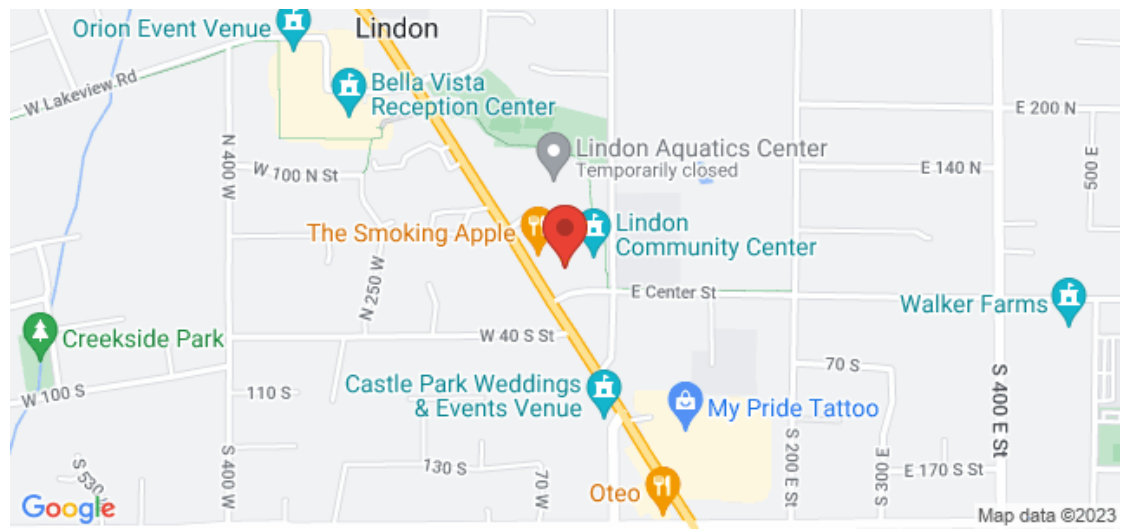 Orion Event Venue
Lindon
W Lakeview Rd
Bella Vista
Reception Center
E 200 N
Lindon Aquatics Center
Temporarily closed
N 400 W
W 100 N St
E 140 N
500 E
The Smoking Apple
Lindon
Community Center
N 250 W
E Center St
Walker Farms
Creekside Park
W 40 S St
70 S
W 100 S
110 S
Castle Park Weddings
& Events Venue
My Pride Tattoo
S 400 E St
S 530 W
S 400 W
130 S
70 W
Oteo
S 200 E St
S 300 E
E 170 S St
Google
Map data ©2023